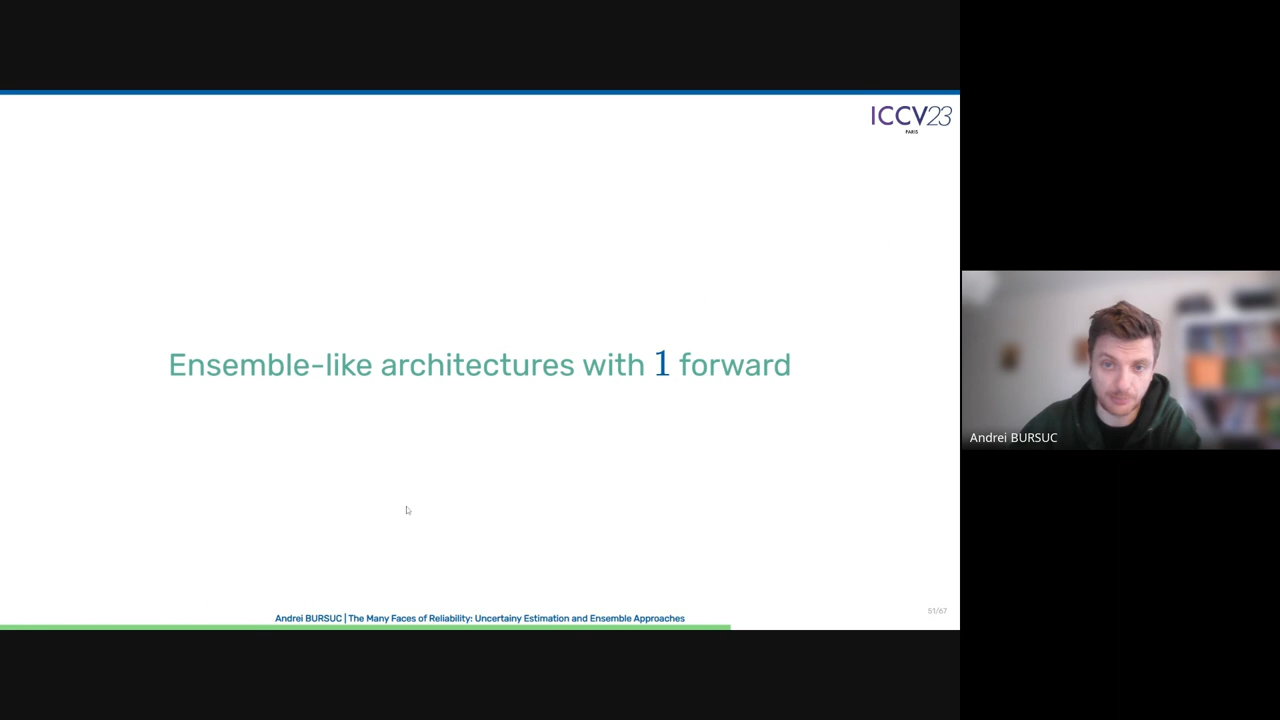 ICCV23
PARIS
Ensemble-like architectures with 1 forward
Andrei BURSUC
51/67
Andrei BURSUC | The Many Faces of Reliability: Uncertainy Estimation and Ensemble Approaches